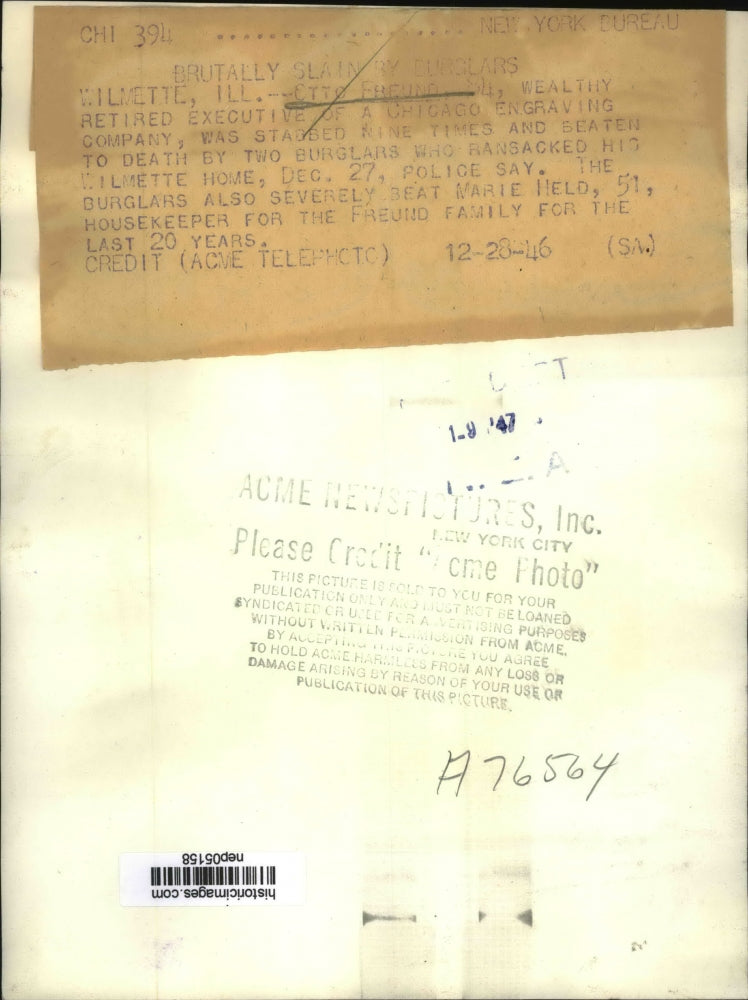 CHI 394 .................... NEW YORK BUREAU
BRUTALLY SLAIN BY BURGLARS
WILMETTE, ILL.--OTTO FREUND, 84, WEALTHY
RETIRED EXECUTIVE OF A CHICAGO ENGRAVING
COMPANY, WAS STABBED NINE TIMES AND BEATEN
TO DEATH BY TWO BURGLARS WHO RANSACKED HIS
WILMETTE HOME, DEC. 27, POLICE SAY. THE
BURGLARS ALSO SEVERELY BEAT MARIE HELD, 51,
HOUSEKEEPER FOR THE FREUND FAMILY FOR THE
LAST 20 YEARS.
CREDIT (ACME TELEPHOTO) 12-28-46 (SA.)
1-9 '47
ACME NEWSPICTURES, Inc.
NEW YORK CITY
Please Credit "Acme Photo"
THIS PICTURE IS SOLD TO YOU FOR YOUR
PUBLICATION ONLY AND MUST NOT BE LOANED
SYNDICATED OR USED FOR ADVERTISING PURPOSES
WITHOUT WRITTEN PERMISSION FROM ACME.
BY ACCEPTING THIS PICTURE YOU AGREE
TO HOLD ACME HARMLESS FROM ANY LOSS OR
DAMAGE ARISING BY REASON OF YOUR USE OR
PUBLICATION OF THIS PICTURE.
A76564
historicimages.com
nep05158